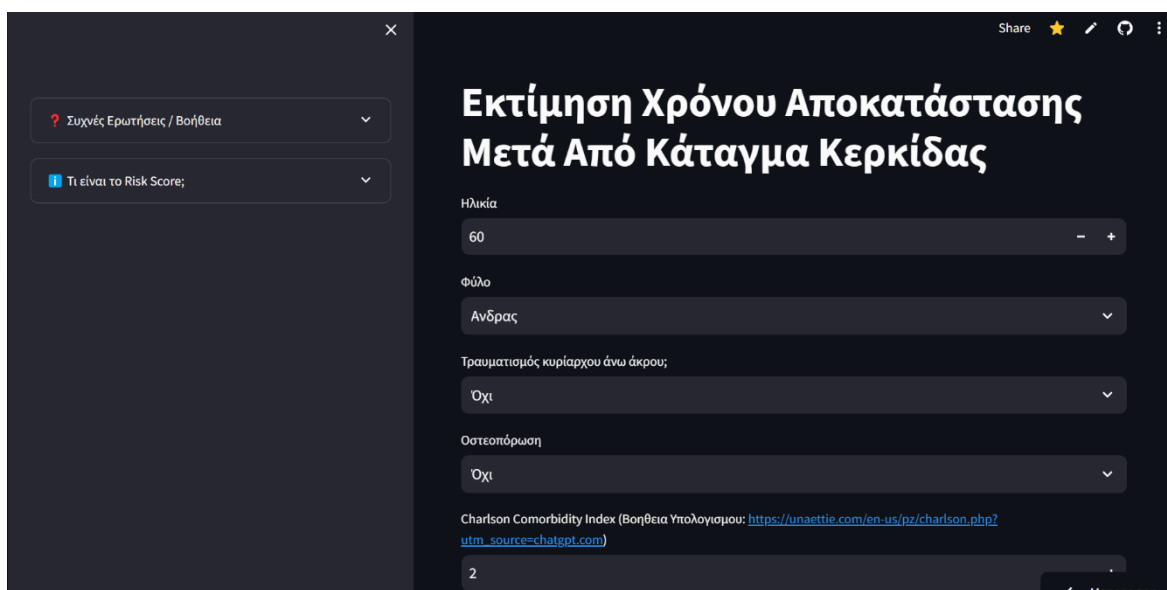 Share
❓ Συχνές Ερωτήσεις / Βοήθεια
ℹ️ Τι είναι το Risk Score;
Εκτίμηση Χρόνου Αποκατάστασης
Μετά Από Κάταγμα Κερκίδας
Ηλικία
60
Φύλο
Ανδρας
Τραυματισμός κυρίαρχου άνω άκρου;
Όχι
Οστεοπόρωση
Όχι
Charlson Comorbidity Index (Βοηθεια Υπολογισμου: https://unaettie.com/en-us/pz/charlson.php?
utm_source=chatgpt.com)
2